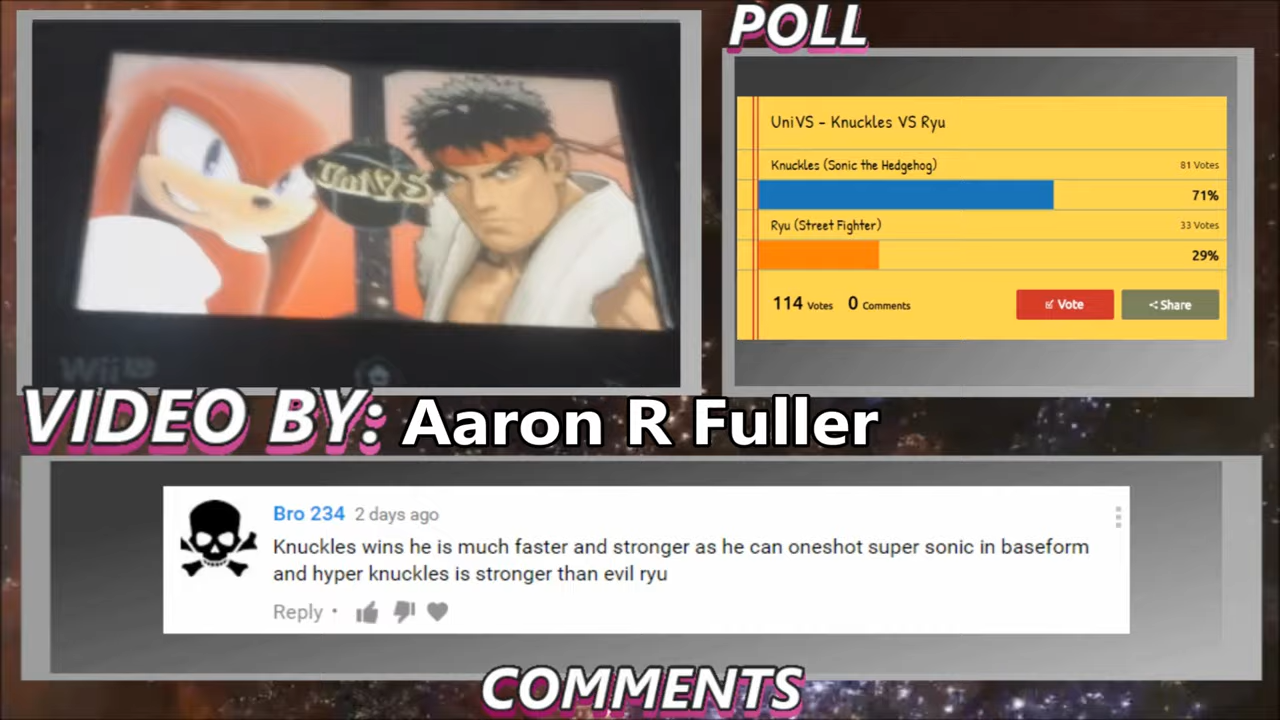 POLL
UniVS
UniVS - Knuckles VS Ryu
Knuckles (Sonic the Hedgehog) 81 Votes
71%
Ryu (Street Fighter) 33 Votes
29%
114 Votes 0 Comments Vote Share
Wii U
VIDEO BY: Aaron R Fuller
Bro 234 2 days ago
Knuckles wins he is much faster and stronger as he can oneshot super sonic in baseform
and hyper knuckles is stronger than evil ryu
Reply •
COMMENTS